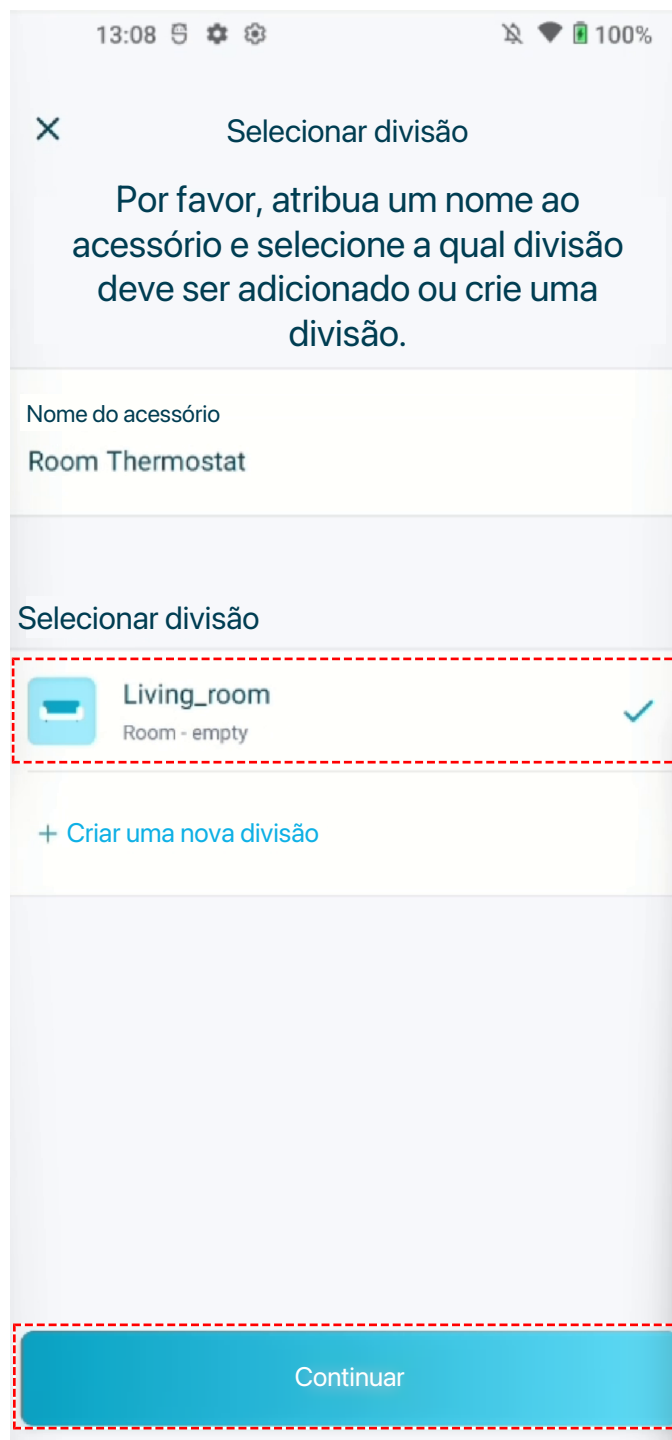 13:08 100%
Selecionar divisão
Por favor, atribua um nome ao
acessório e selecione a qual divisão
deve ser adicionado ou crie uma
divisão.
Nome do acessório
Room Thermostat
Selecionar divisão
Living_room
Room - empty
+ Criar uma nova divisão
Continuar